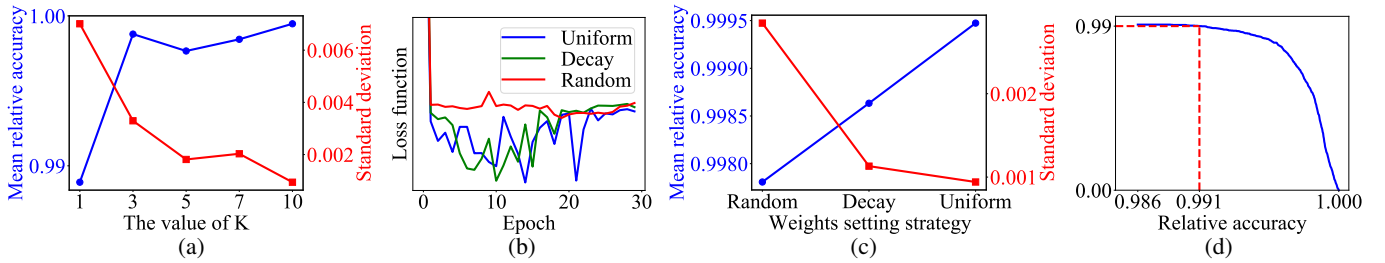 Mean relative accuracy
1.00
0.99
0.006
0.004
0.002
Standard deviation
1 3 5 7 10
The value of K
(a)
Loss function
Uniform
Decay
Random
0 10 20 30
Epoch
(b)
Mean relative accuracy
0.9995
0.9990
0.9985
0.9980
0.002
0.001
Standard deviation
Random Decay Uniform
Weights setting strategy
(c)
0.99
0.00
0.986 0.991 1.000
Relative accuracy
(d)